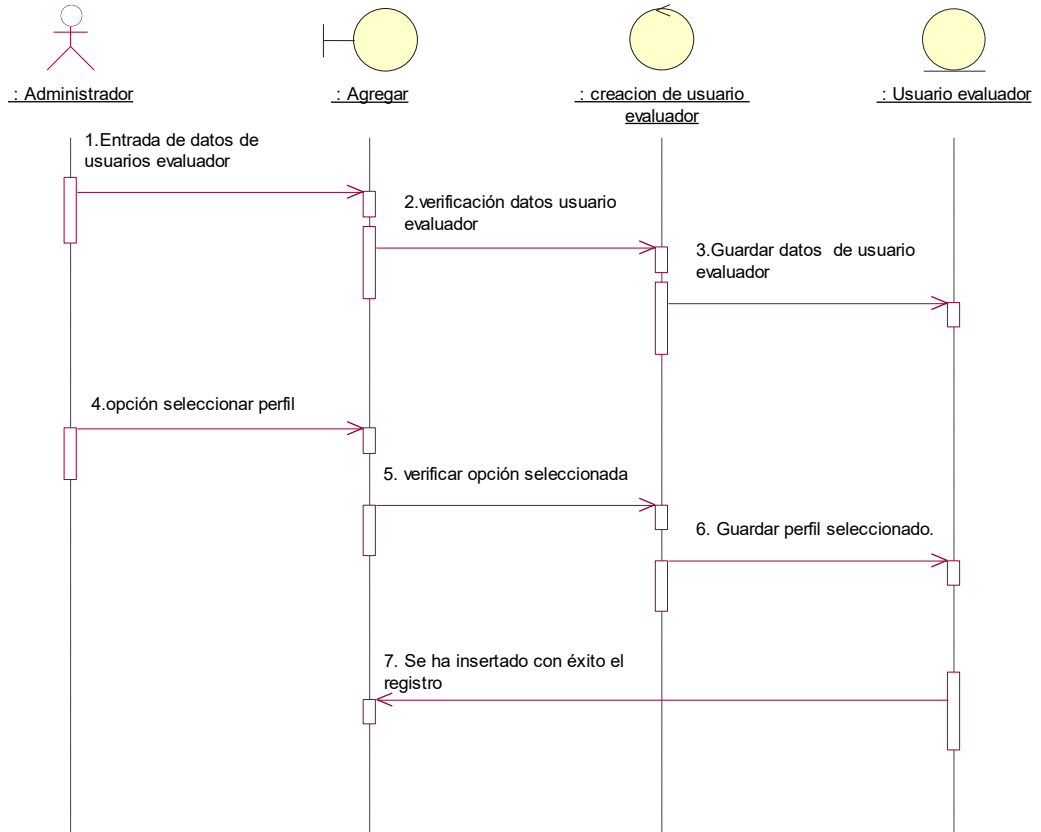 : Administrador
: Agregar
: creacion de usuario
evaluador
: Usuario evaluador
1.Entrada de datos de
usuarios evaluador
2.verificación datos usuario
evaluador
3.Guardar datos de usuario
evaluador
4.opción seleccionar perfil
5. verificar opción seleccionada
6. Guardar perfil seleccionado.
7. Se ha insertado con éxito el
registro